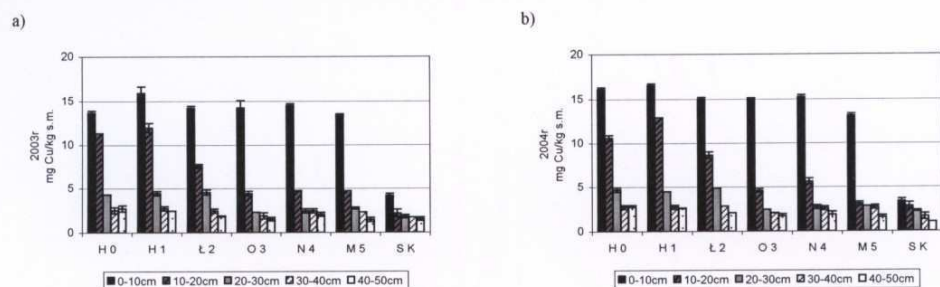 a)
20
15
10
5
0
2003r
mg Cu/kg s.m.
H 0 H 1 Ł 2 O 3 N 4 M 5 S K
0-10cm 10-20cm 20-30cm 30-40cm 40-50cm
b)
20
15
10
5
0
2004r
mg Cu/kg s.m.
H 0 H 1 Ł 2 O 3 N 4 M 5 S K
0-10cm 10-20cm 20-30cm 30-40cm 40-50cm